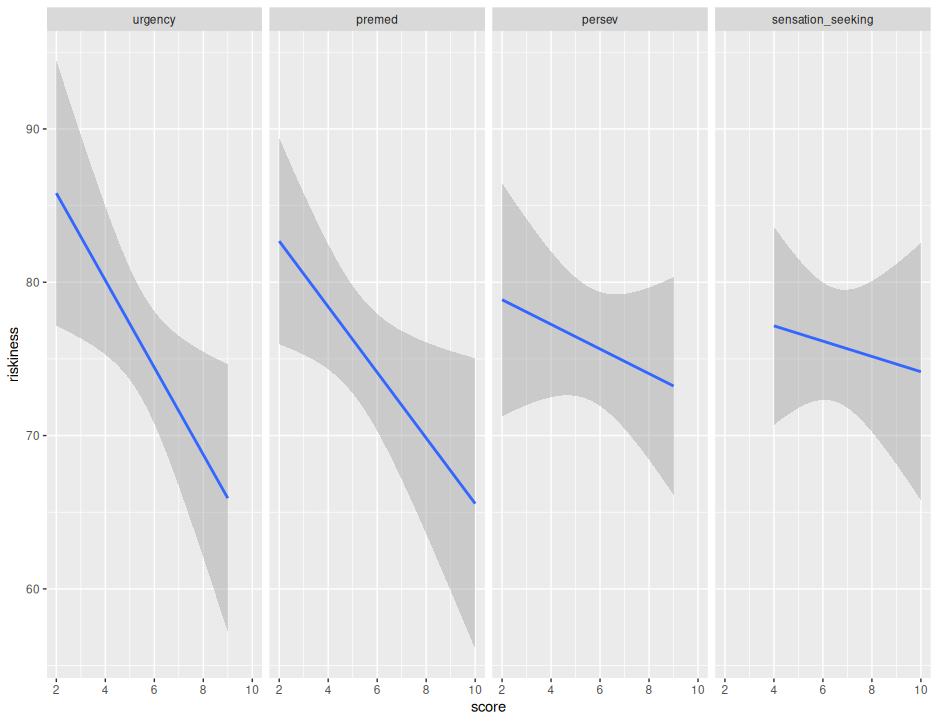 urgency premed persev sensation_seeking
90
80
70
60
riskiness
2 4 6 8 10 2 4 6 8 10 2 4 6 8 10 2 4 6 8 10
score